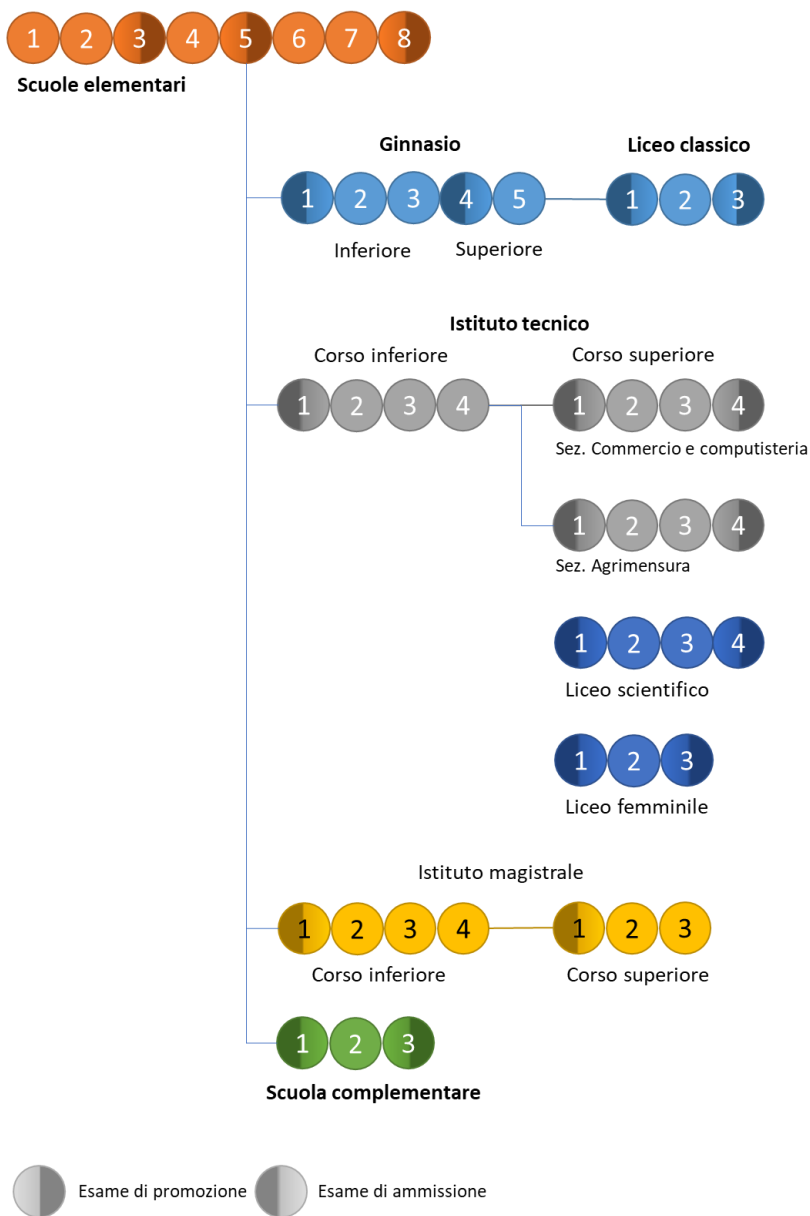 1 2 3 4 5 6 7 8
Scuole elementari
Ginnasio Liceo classico
1 2 3 4 5 1 2 3
Inferiore Superiore
Istituto tecnico
Corso inferiore Corso superiore
1 2 3 4 1 2 3 4
Sez. Commercio e computisteria
1 2 3 4
Sez. Agrimensura
1 2 3 4
Liceo scientifico
1 2 3
Liceo femminile
Istituto magistrale
1 2 3 4 1 2 3
Corso inferiore Corso superiore
1 2 3
Scuola complementare
Esame di promozione Esame di ammissione